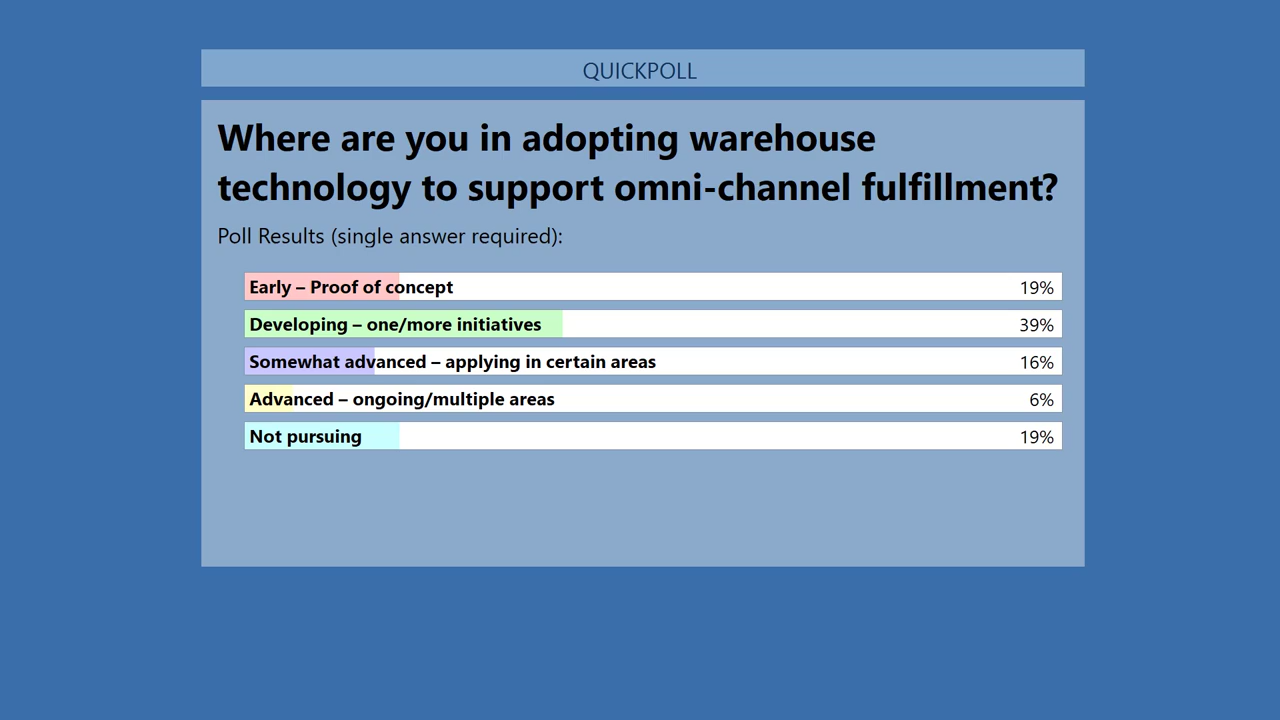 QUICKPOLL
Where are you in adopting warehouse
technology to support omni-channel fulfillment?
Poll Results (single answer required):
Early – Proof of concept 19%
Developing – one/more initiatives 39%
Somewhat advanced – applying in certain areas 16%
Advanced – ongoing/multiple areas 6%
Not pursuing 19%